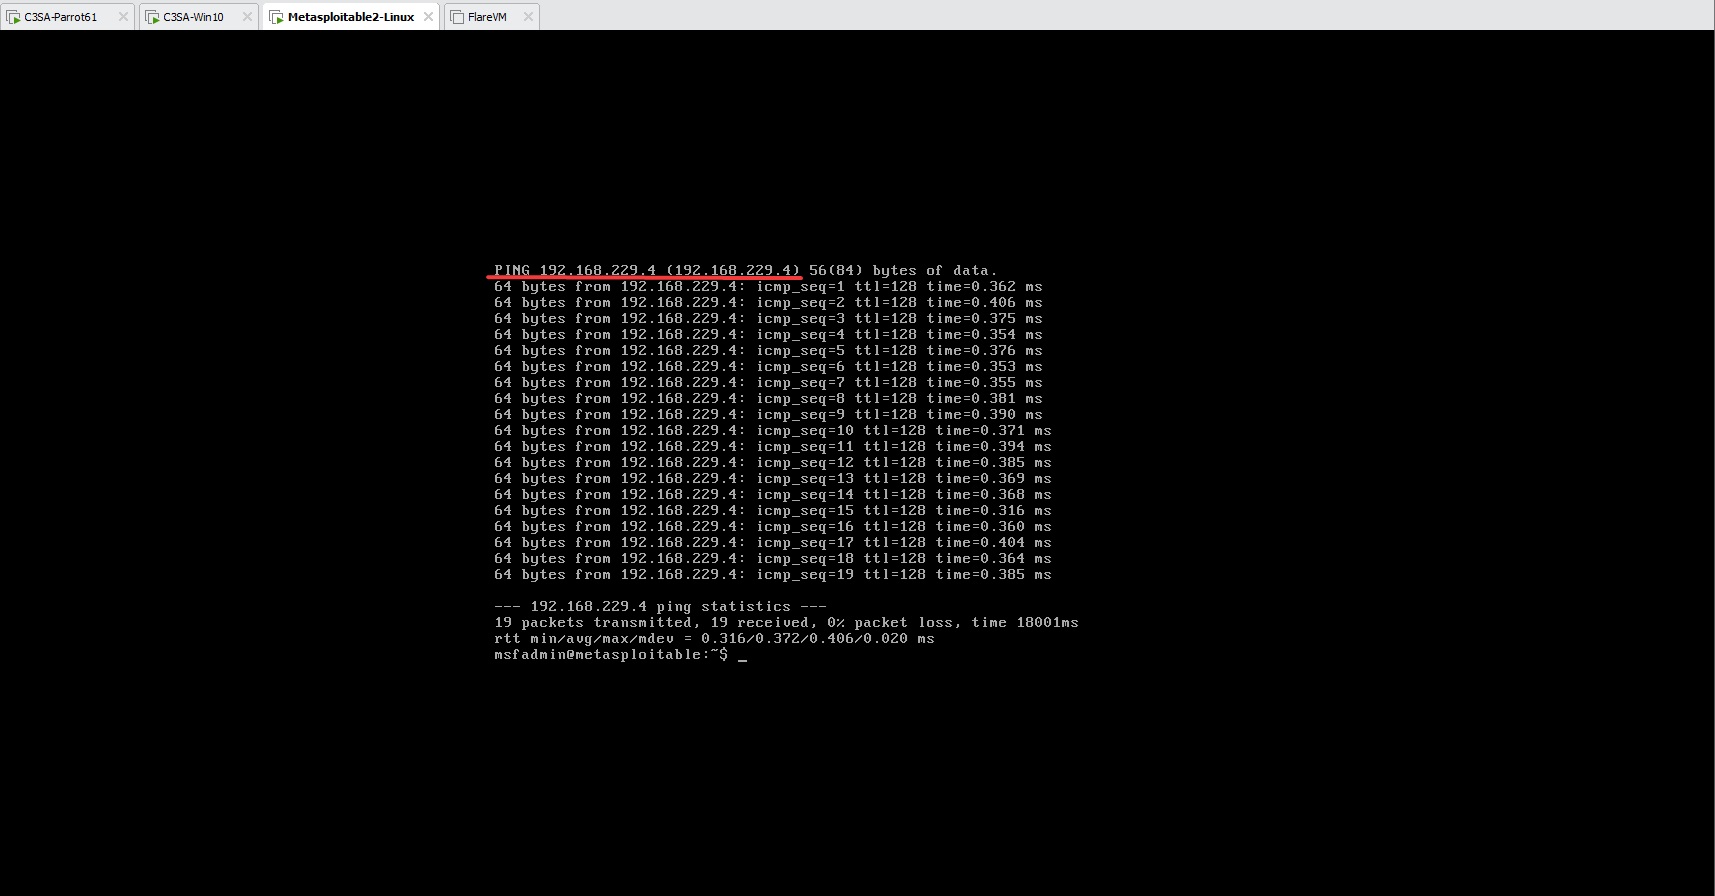 C3SA-Parrot61
C3SA-Win10
Metasploitable2-Linux
FlareVM
PING 192.168.229.4 (192.168.229.4) 56(84) bytes of data.
64 bytes from 192.168.229.4: icmp_seq=1 ttl=128 time=0.362 ms
64 bytes from 192.168.229.4: icmp_seq=2 ttl=128 time=0.406 ms
64 bytes from 192.168.229.4: icmp_seq=3 ttl=128 time=0.375 ms
64 bytes from 192.168.229.4: icmp_seq=4 ttl=128 time=0.354 ms
64 bytes from 192.168.229.4: icmp_seq=5 ttl=128 time=0.376 ms
64 bytes from 192.168.229.4: icmp_seq=6 ttl=128 time=0.353 ms
64 bytes from 192.168.229.4: icmp_seq=7 ttl=128 time=0.355 ms
64 bytes from 192.168.229.4: icmp_seq=8 ttl=128 time=0.381 ms
64 bytes from 192.168.229.4: icmp_seq=9 ttl=128 time=0.390 ms
64 bytes from 192.168.229.4: icmp_seq=10 ttl=128 time=0.371 ms
64 bytes from 192.168.229.4: icmp_seq=11 ttl=128 time=0.394 ms
64 bytes from 192.168.229.4: icmp_seq=12 ttl=128 time=0.385 ms
64 bytes from 192.168.229.4: icmp_seq=13 ttl=128 time=0.369 ms
64 bytes from 192.168.229.4: icmp_seq=14 ttl=128 time=0.368 ms
64 bytes from 192.168.229.4: icmp_seq=15 ttl=128 time=0.316 ms
64 bytes from 192.168.229.4: icmp_seq=16 ttl=128 time=0.360 ms
64 bytes from 192.168.229.4: icmp_seq=17 ttl=128 time=0.404 ms
64 bytes from 192.168.229.4: icmp_seq=18 ttl=128 time=0.364 ms
64 bytes from 192.168.229.4: icmp_seq=19 ttl=128 time=0.385 ms
--- 192.168.229.4 ping statistics ---
19 packets transmitted, 19 received, 0% packet loss, time 18001ms
rtt min/avg/max/mdev = 0.316/0.372/0.406/0.020 ms
msfadmin@metasploitable:~$ _